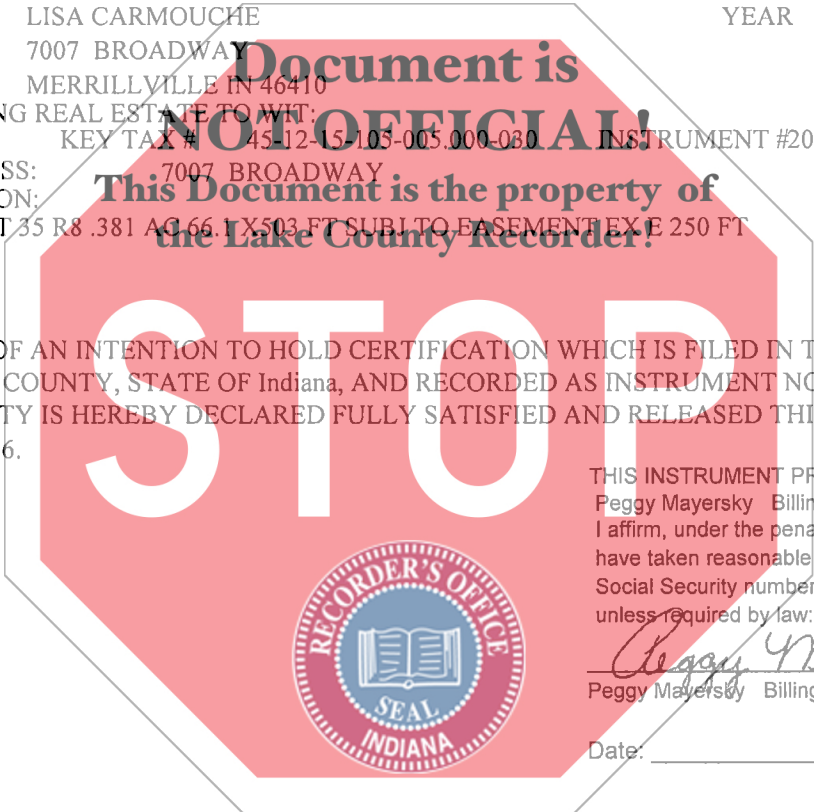 LISA CARMOUCHE YEAR
7007 BROADWAY
Document is
MERRILLVILLE IN 46410
NG REAL ESTATE TO WIT:
NOT OFFICIAL!
KEY TAX # 45-12-15-105-005.000-030 INSTRUMENT #20
SS: 7007 BROADWAY
This Document is the property of
ON:
T 35 R8 .381 AC 66.1 X503 FT SUBJ TO EASEMENT EX E 250 FT
the Lake County Recorder!
STOP
OF AN INTENTION TO HOLD CERTIFICATION WHICH IS FILED IN T
COUNTY, STATE OF Indiana, AND RECORDED AS INSTRUMENT NO
TY IS HEREBY DECLARED FULLY SATISFIED AND RELEASED THI
6.
THIS INSTRUMENT PR
Peggy Mayersky Billin
I affirm, under the pena
have taken reasonable
Social Security number
unless required by law:
Peggy M
Peggy Mayersky Billing
Date:
RECORDER'S OFFICE
SEAL
INDIANA